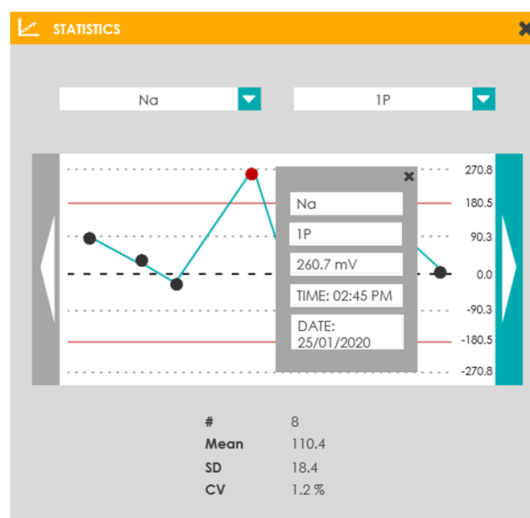 STATISTICS
Na
1P
270.8
180.5
90.3
0.0
-90.3
-180.5
-270.8
Na
1P
260.7 mV
TIME: 02:45 PM
DATE:
25/01/2020
# 8
Mean 110.4
SD 18.4
CV 1.2 %